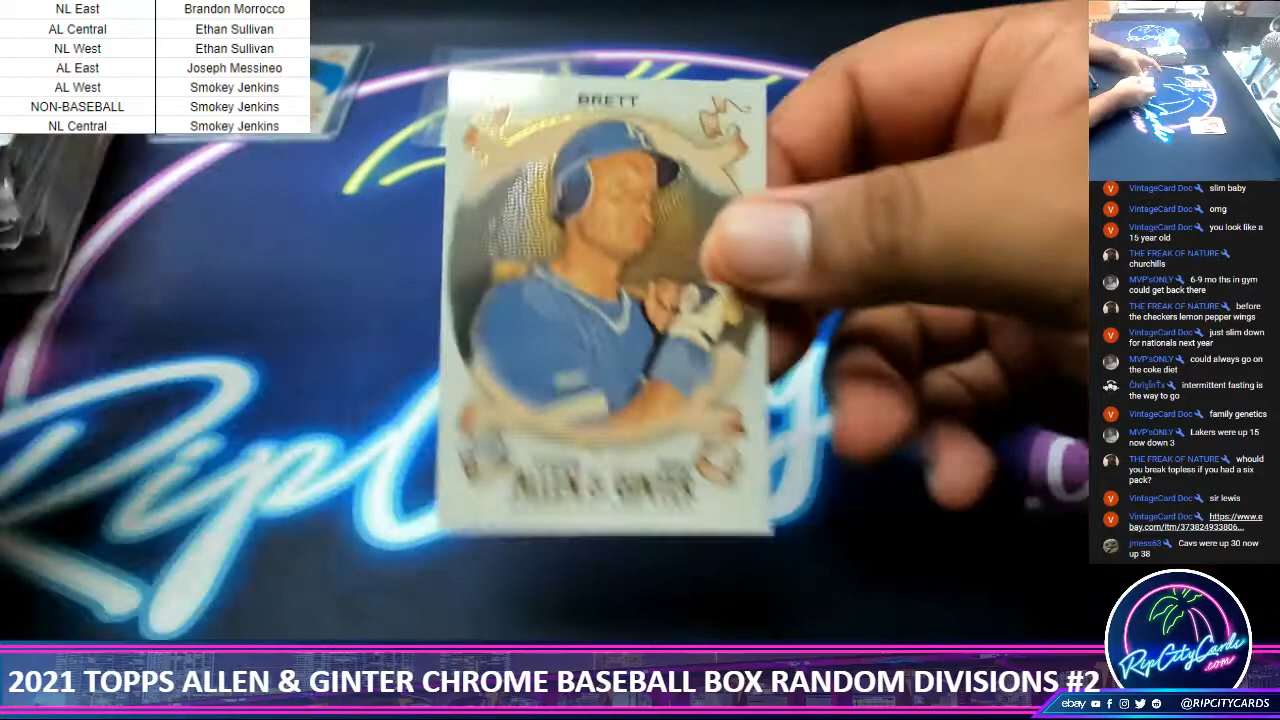 NL East Brandon Morrocco
AL Central Ethan Sullivan
NL West Ethan Sullivan
AL East Joseph Messineo
AL West Smokey Jenkins
NON-BASEBALL Smokey Jenkins
NL Central Smokey Jenkins
BRETT
ALLEN & GINTER
Rip City
VintageCard Doc slim baby
VintageCard Doc omg
VintageCard Doc you look like a
15 year old
THE FREAK OF NATURE
churchills
MVP'sONLY 6-9 mo ths in gym
could get back there
THE FREAK OF NATURE before
the checkers lemon pepper wings
VintageCard Doc just slim down
for nationals next year
MVP'sONLY could always go on
the coke diet
intermittent fasting is
the way to go
VintageCard Doc family genetics
MVP'sONLY Lakers were up 15
now down 3
THE FREAK OF NATURE whould
you break topless if you had a six
pack?
VintageCard Doc sir lewis
VintageCard Doc https://www.e
bay.com/itm/373824933806...
jmess63 Cavs were up 30 now
up 38
RipCityCards
.com
2021 TOPPS ALLEN & GINTER CHROME BASEBALL BOX RANDOM DIVISIONS #2
ebay @RIPCITYCARDS